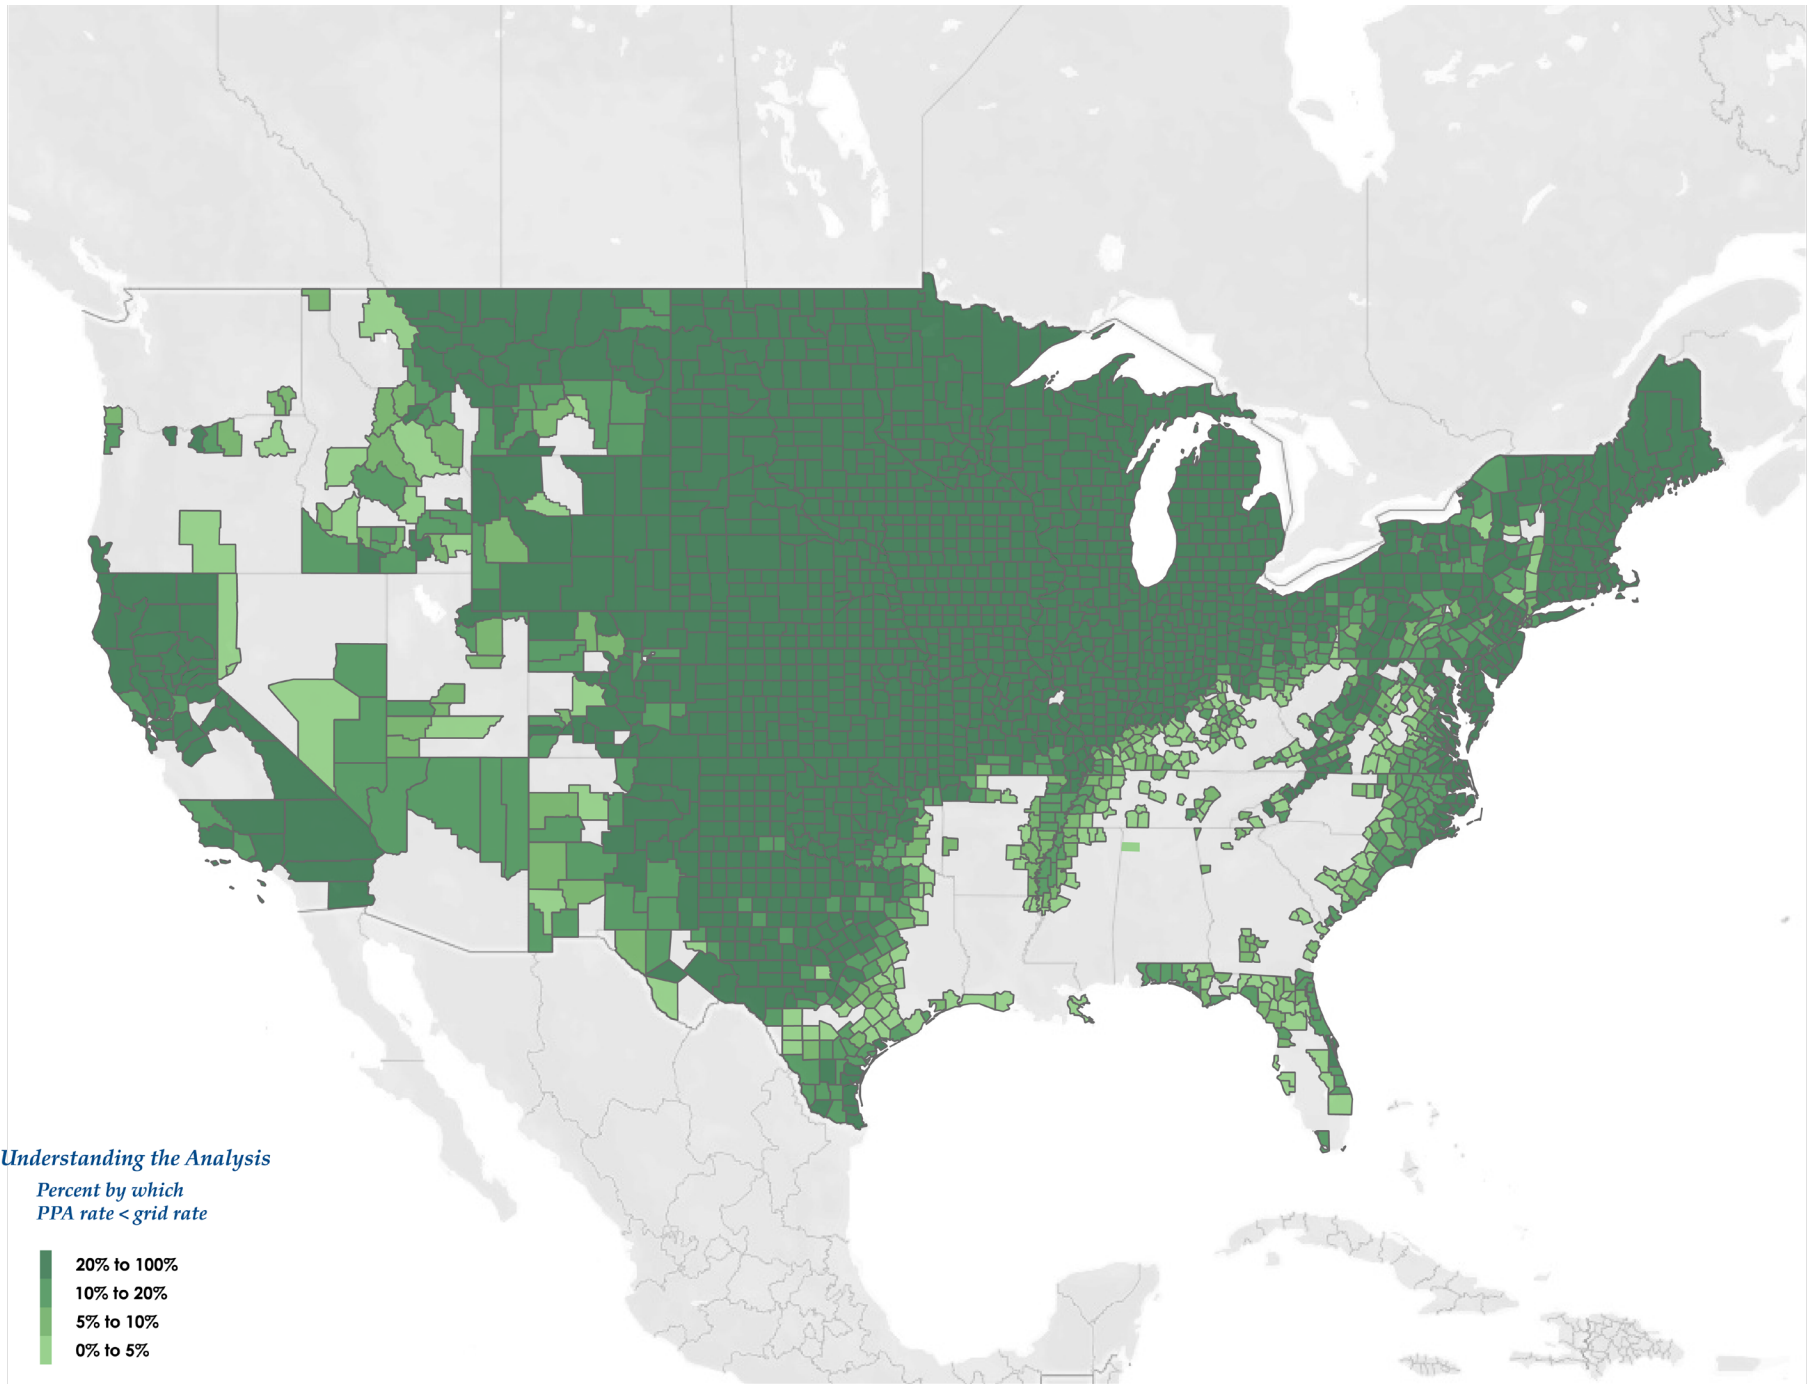 Understanding the Analysis
Percent by which
PPA rate < grid rate
20% to 100%
10% to 20%
5% to 10%
0% to 5%